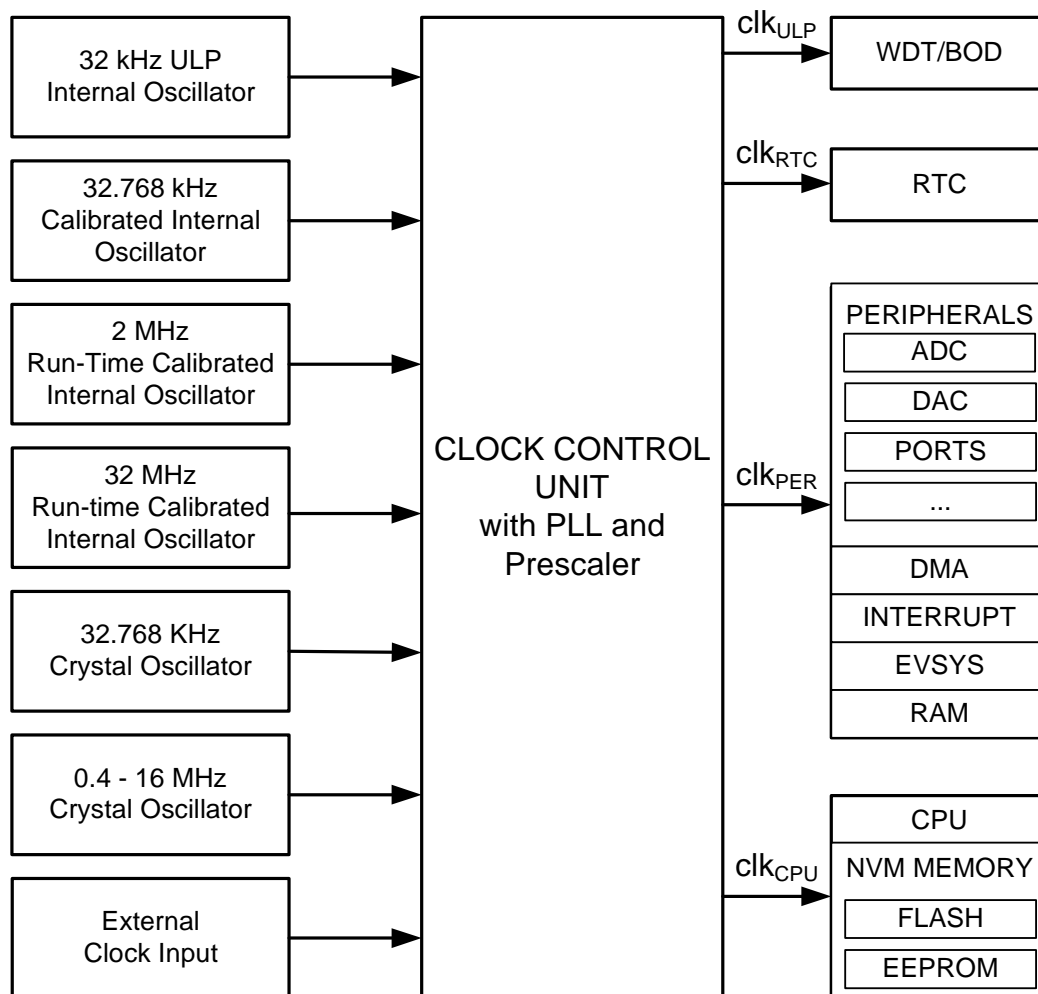 32 kHz ULP
Internal Oscillator
32.768 kHz
Calibrated Internal
Oscillator
2 MHz
Run-Time Calibrated
Internal Oscillator
32 MHz
Run-time Calibrated
Internal Oscillator
32.768 KHz
Crystal Oscillator
0.4 - 16 MHz
Crystal Oscillator
External
Clock Input
CLOCK CONTROL
UNIT
with PLL and
Prescaler
clkULP
WDT/BOD
clkRTC
RTC
clkPER
PERIPHERALS
ADC
DAC
PORTS
...
DMA
INTERRUPT
EVSYS
RAM
clkCPU
CPU
NVM MEMORY
FLASH
EEPROM